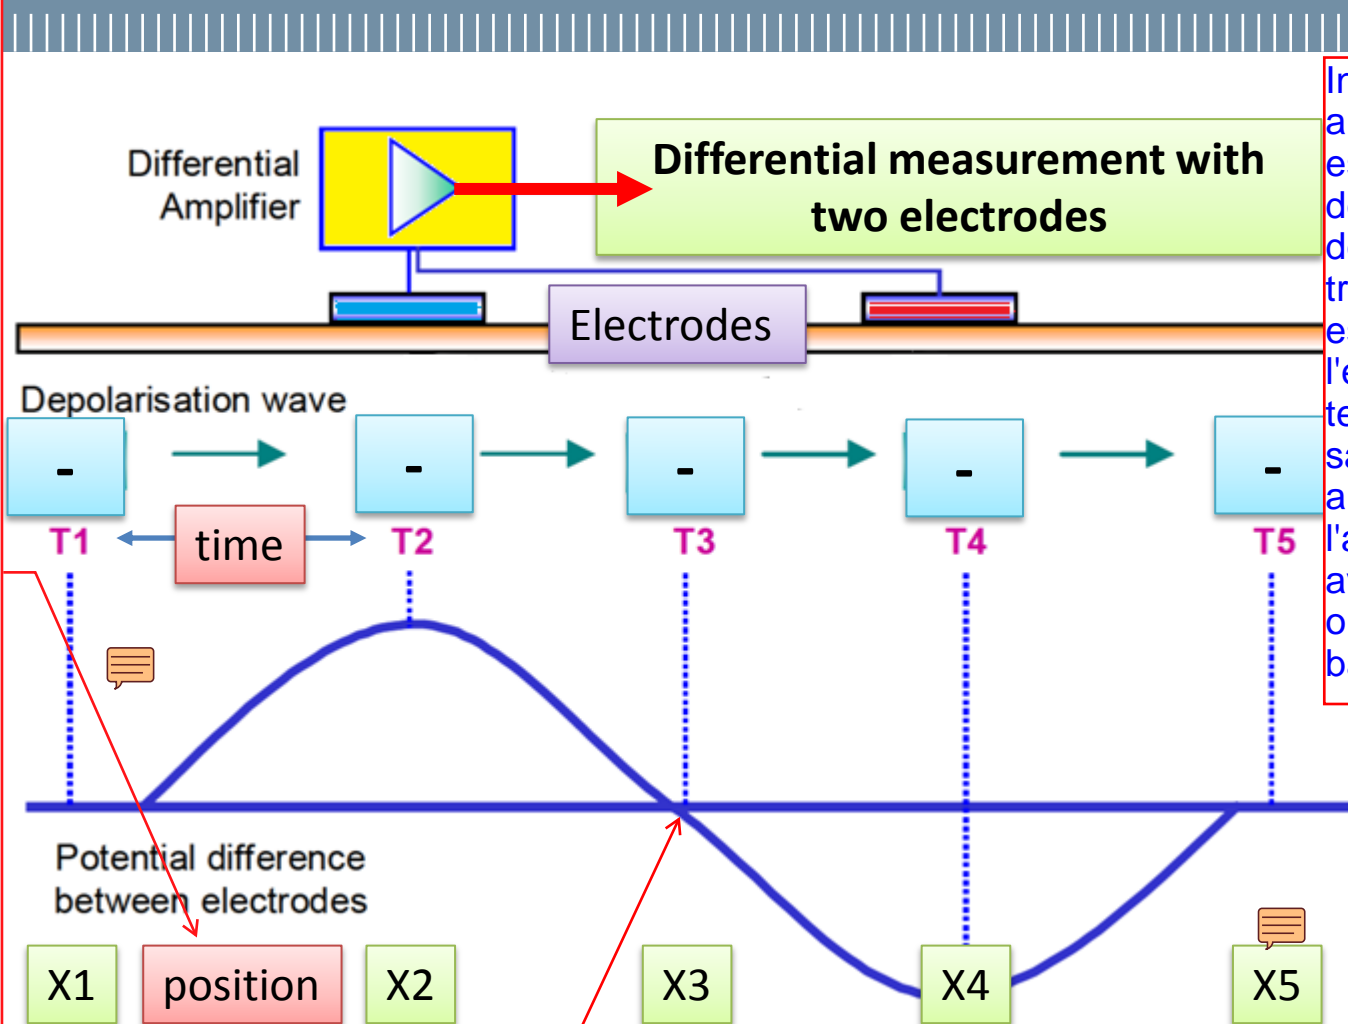 Differential
Amplifier
Differential measurement with
two electrodes
Electrodes
Depolarisation wave
- - - - -
T1 time T2 T3 T4 T5
Potential difference
between electrodes
X1 position X2 X3 X4 X5